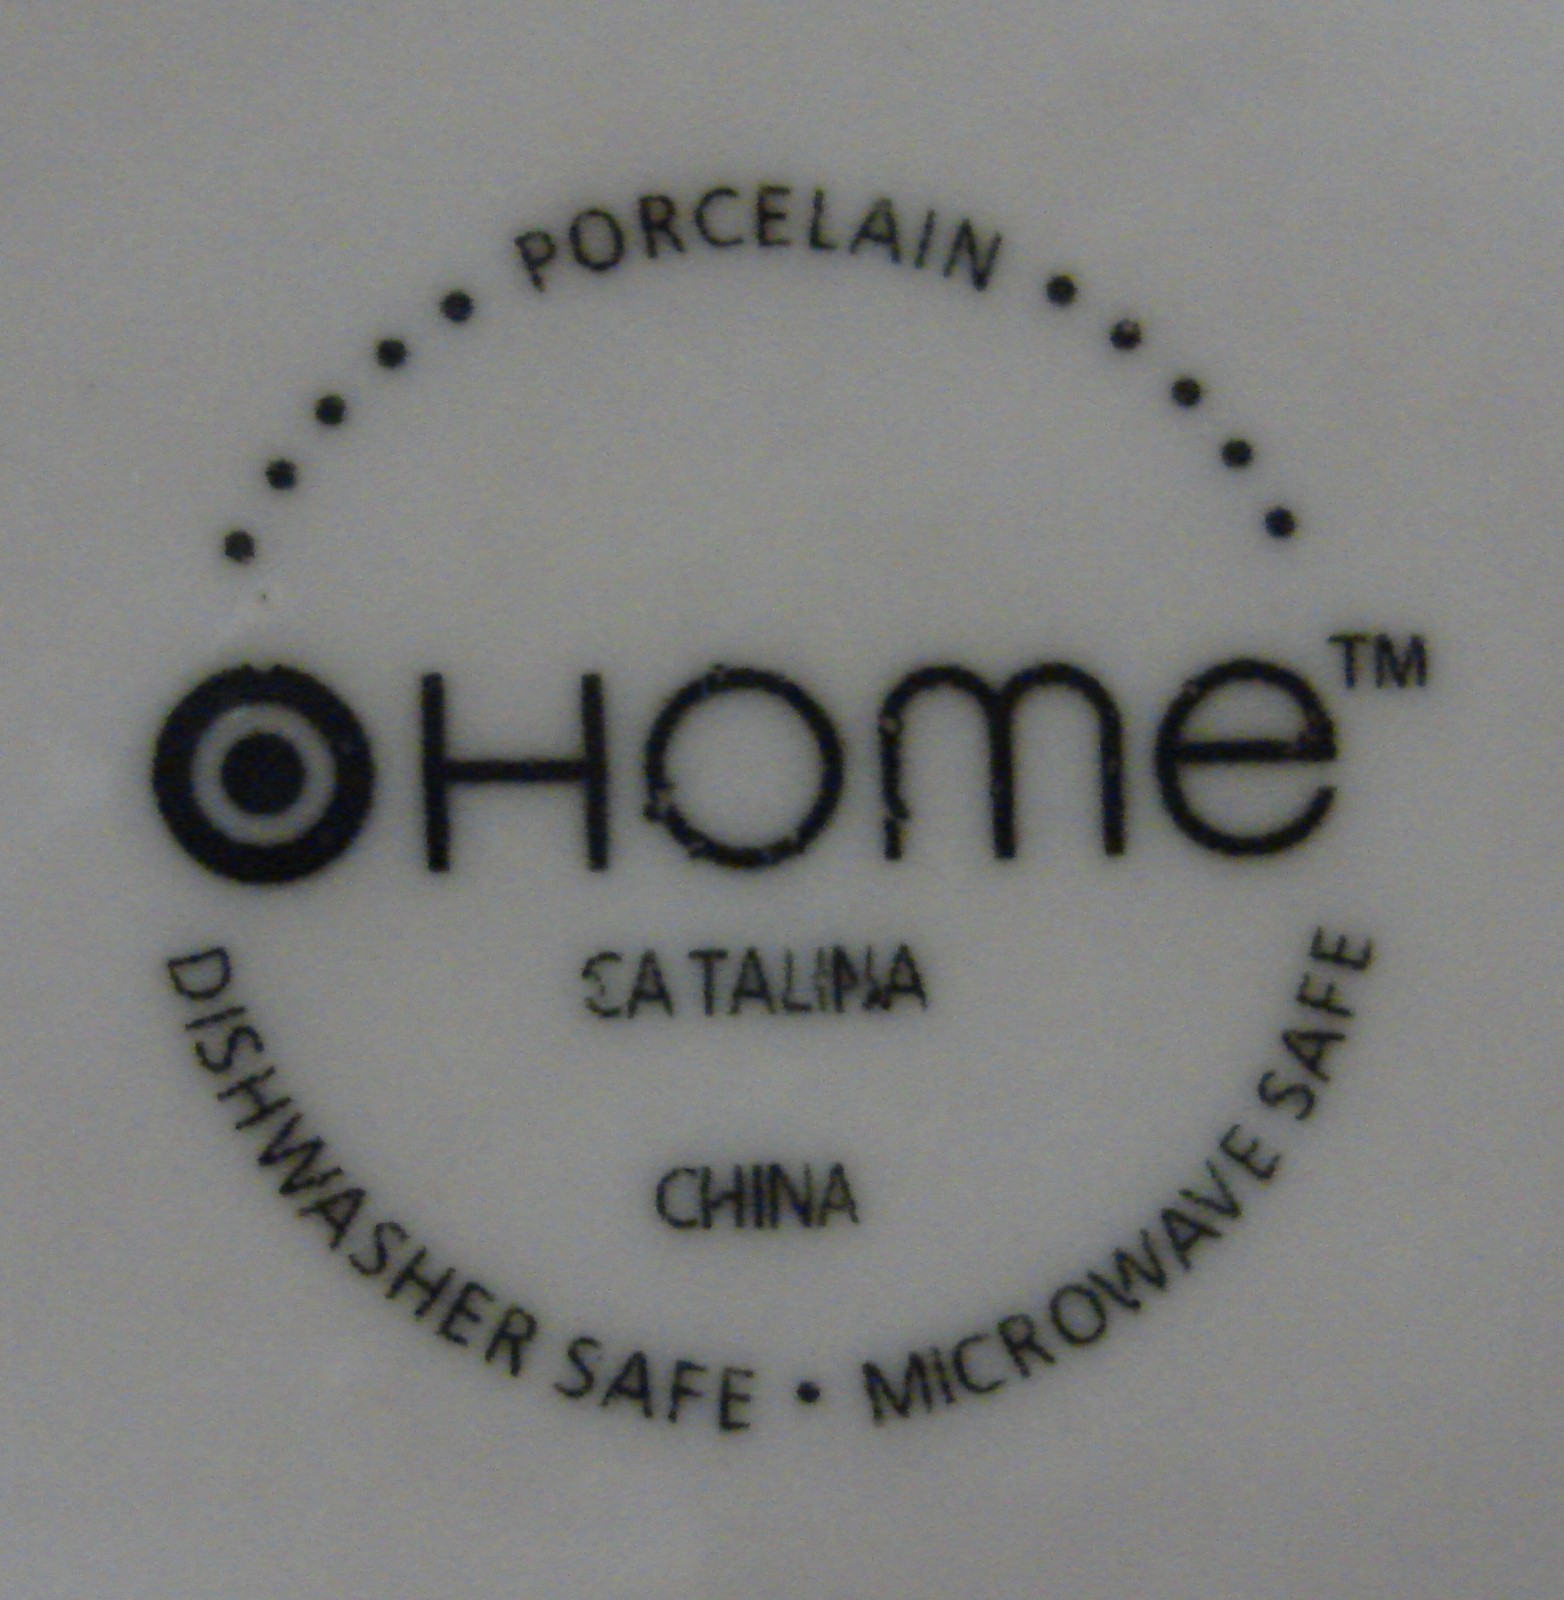 PORCELAIN
HOme™
CATALINA
CHINA
DISHWASHER SAFE • MICROWAVE SAFE